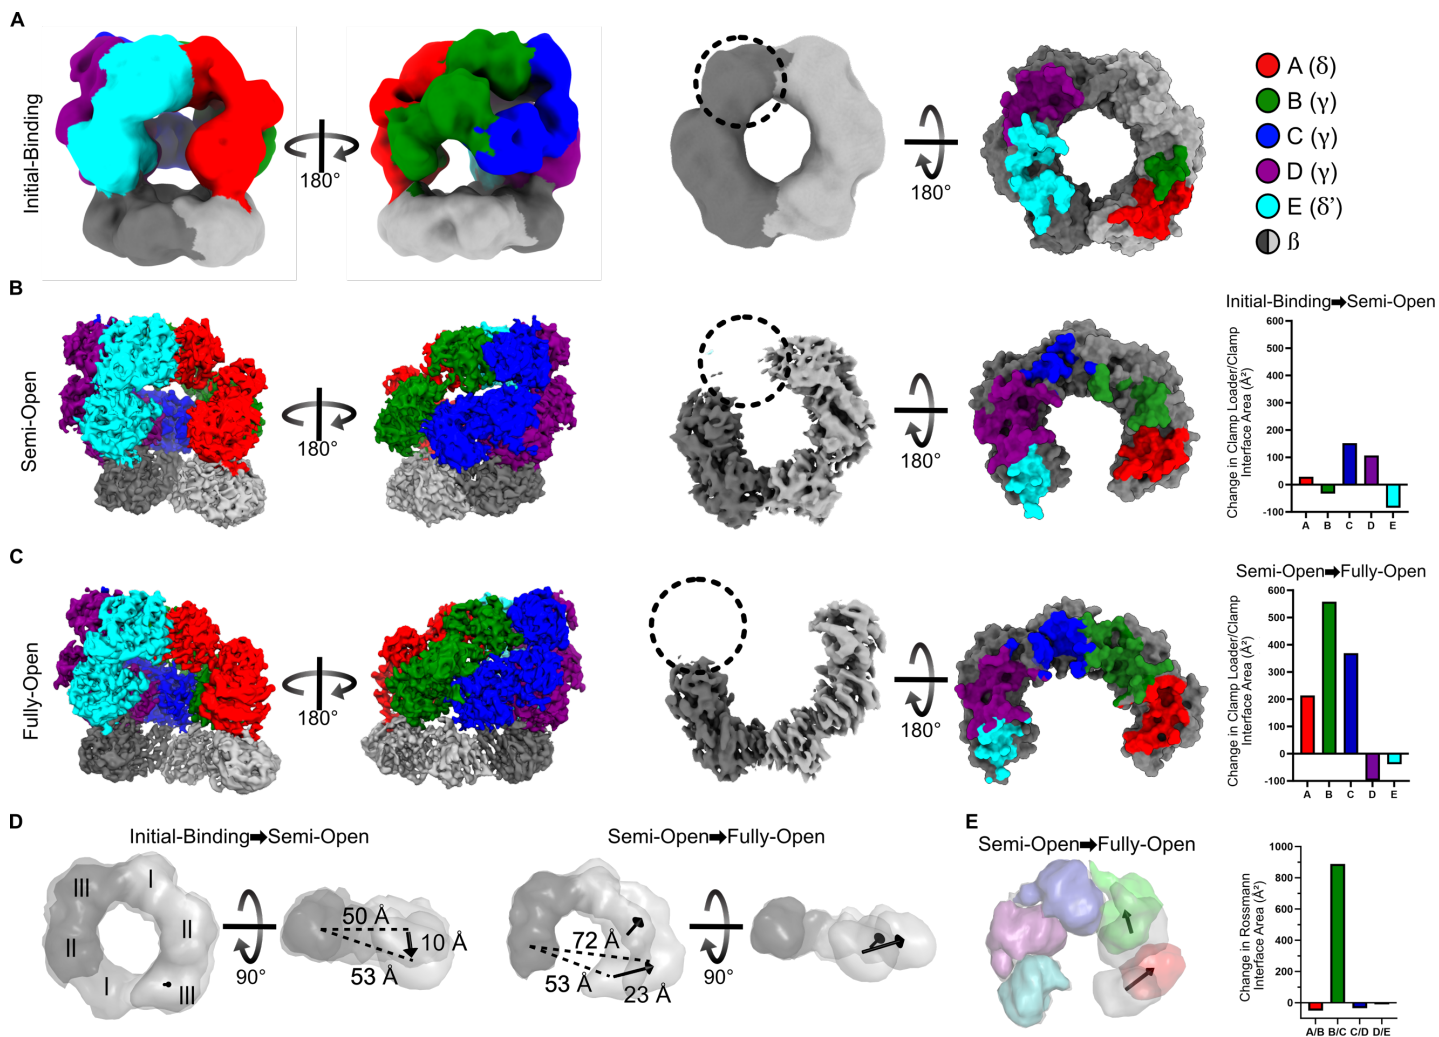 A
Initial-Binding
180°
180°
A (δ)
B (γ)
C (γ)
D (γ)
E (δ’)
ß
B
Semi-Open
180°
180°
Initial-Binding➡Semi-Open
Change in Clamp Loader/Clamp
Interface Area (Å²)
600
500
400
300
200
100
0
-100
A B C D E
C
Fully-Open
180°
180°
Semi-Open➡Fully-Open
Change in Clamp Loader/Clamp
Interface Area (Å²)
600
500
400
300
200
100
0
-100
A B C D E
D
Initial-Binding➡Semi-Open
III I
II II
I III
90°
50 Å
10 Å
53 Å
Semi-Open➡Fully-Open
72 Å
53 Å
23 Å
90°
E
Semi-Open➡Fully-Open
Change in Rossmann
Interface Area (Å²)
1000
800
600
400
200
0
A/B B/C C/D D/E